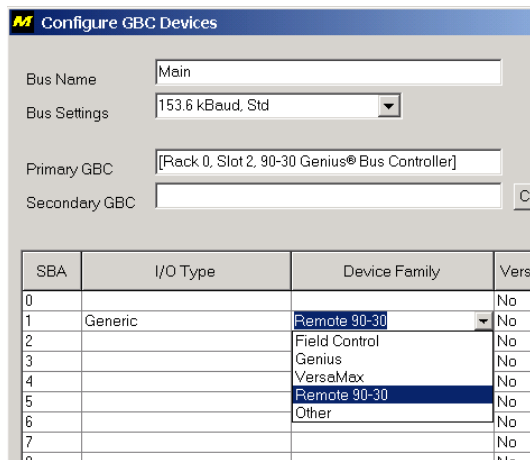 M Configure GBC Devices
Bus Name Main
Bus Settings 153.6 kBaud, Std
Primary GBC [Rack 0, Slot 2, 90-30 Genius® Bus Controller]
Secondary GBC C
SBA I/O Type Device Family Vers
0 No
1 Generic Remote 90-30 No
2 Field Control No
3 Genius No
4 VersaMax No
5 Remote 90-30 No
6 Other No
7 No